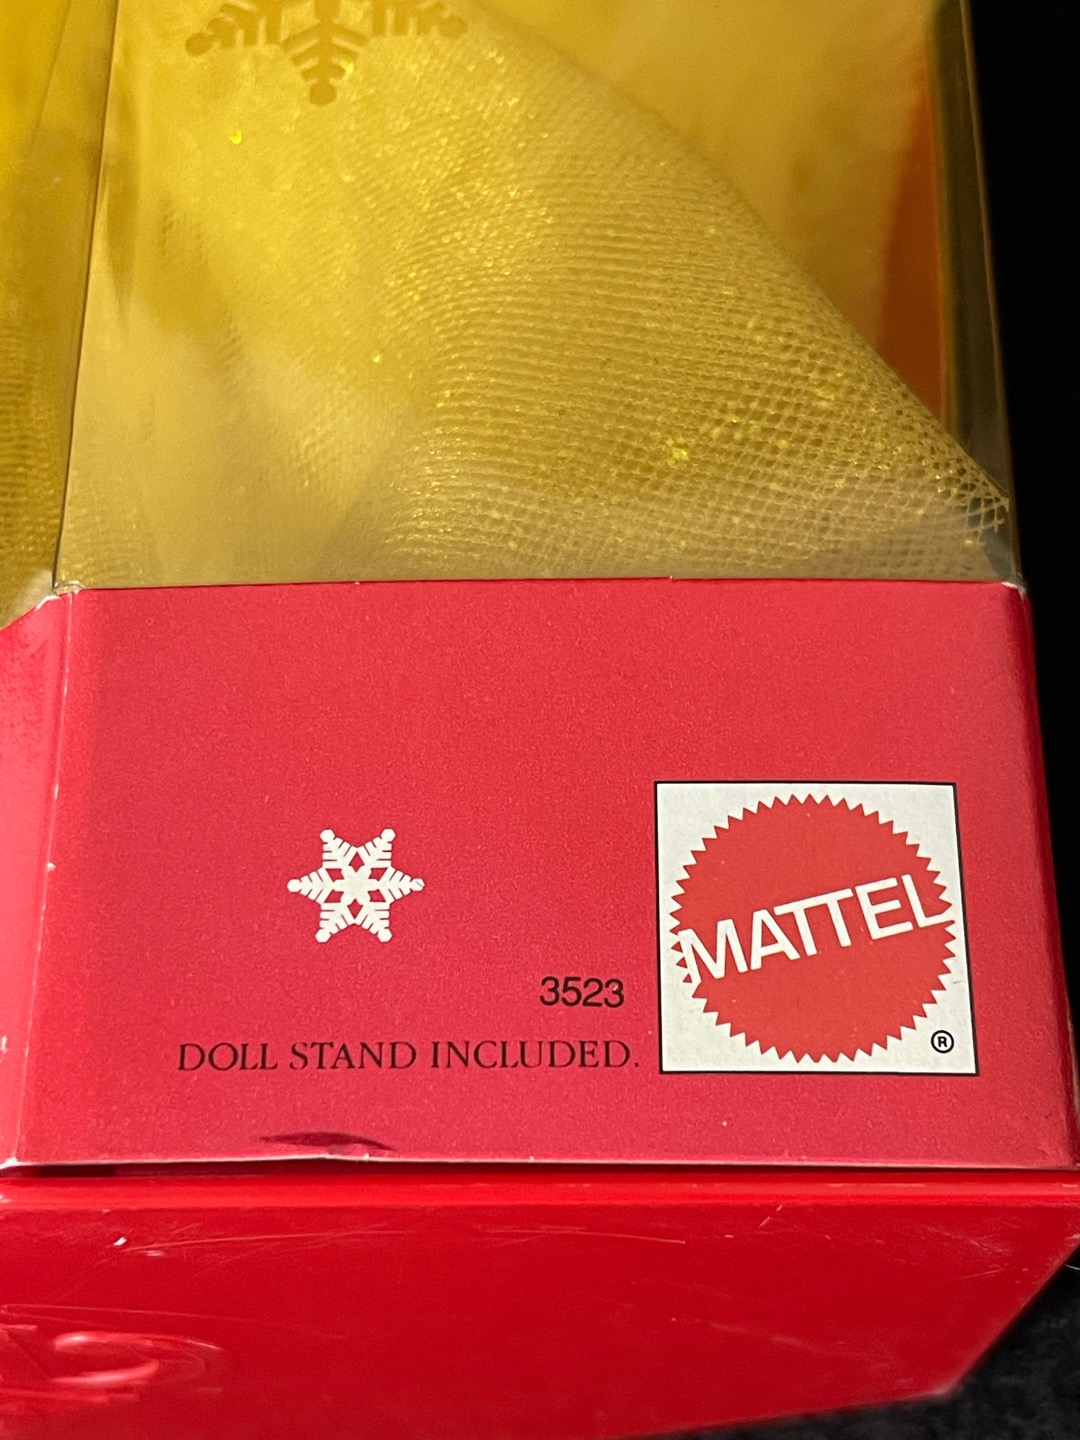 MATTEL
®
3523
DOLL STAND INCLUDED.